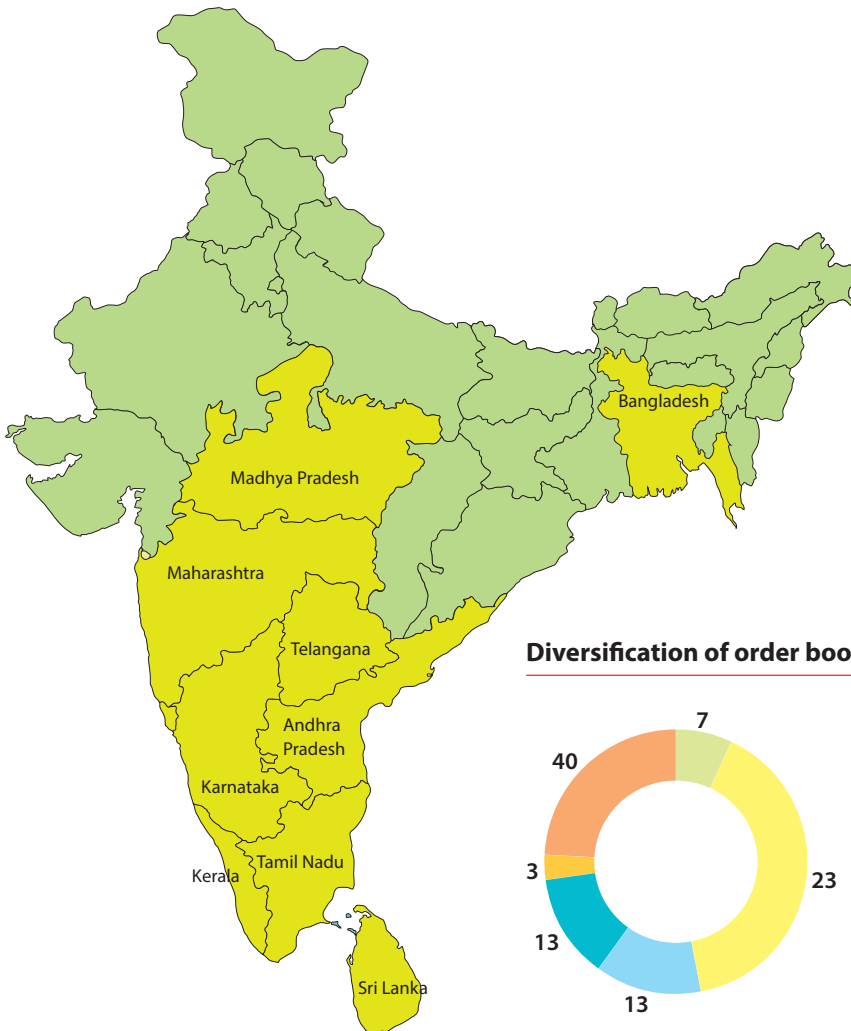 Bangladesh
Madhya Pradesh
Maharashtra
Telangana
Andhra
Pradesh
Karnataka
Kerala
Tamil Nadu
Sri Lanka
Diversification of order boo
7
40
23
3
13
13